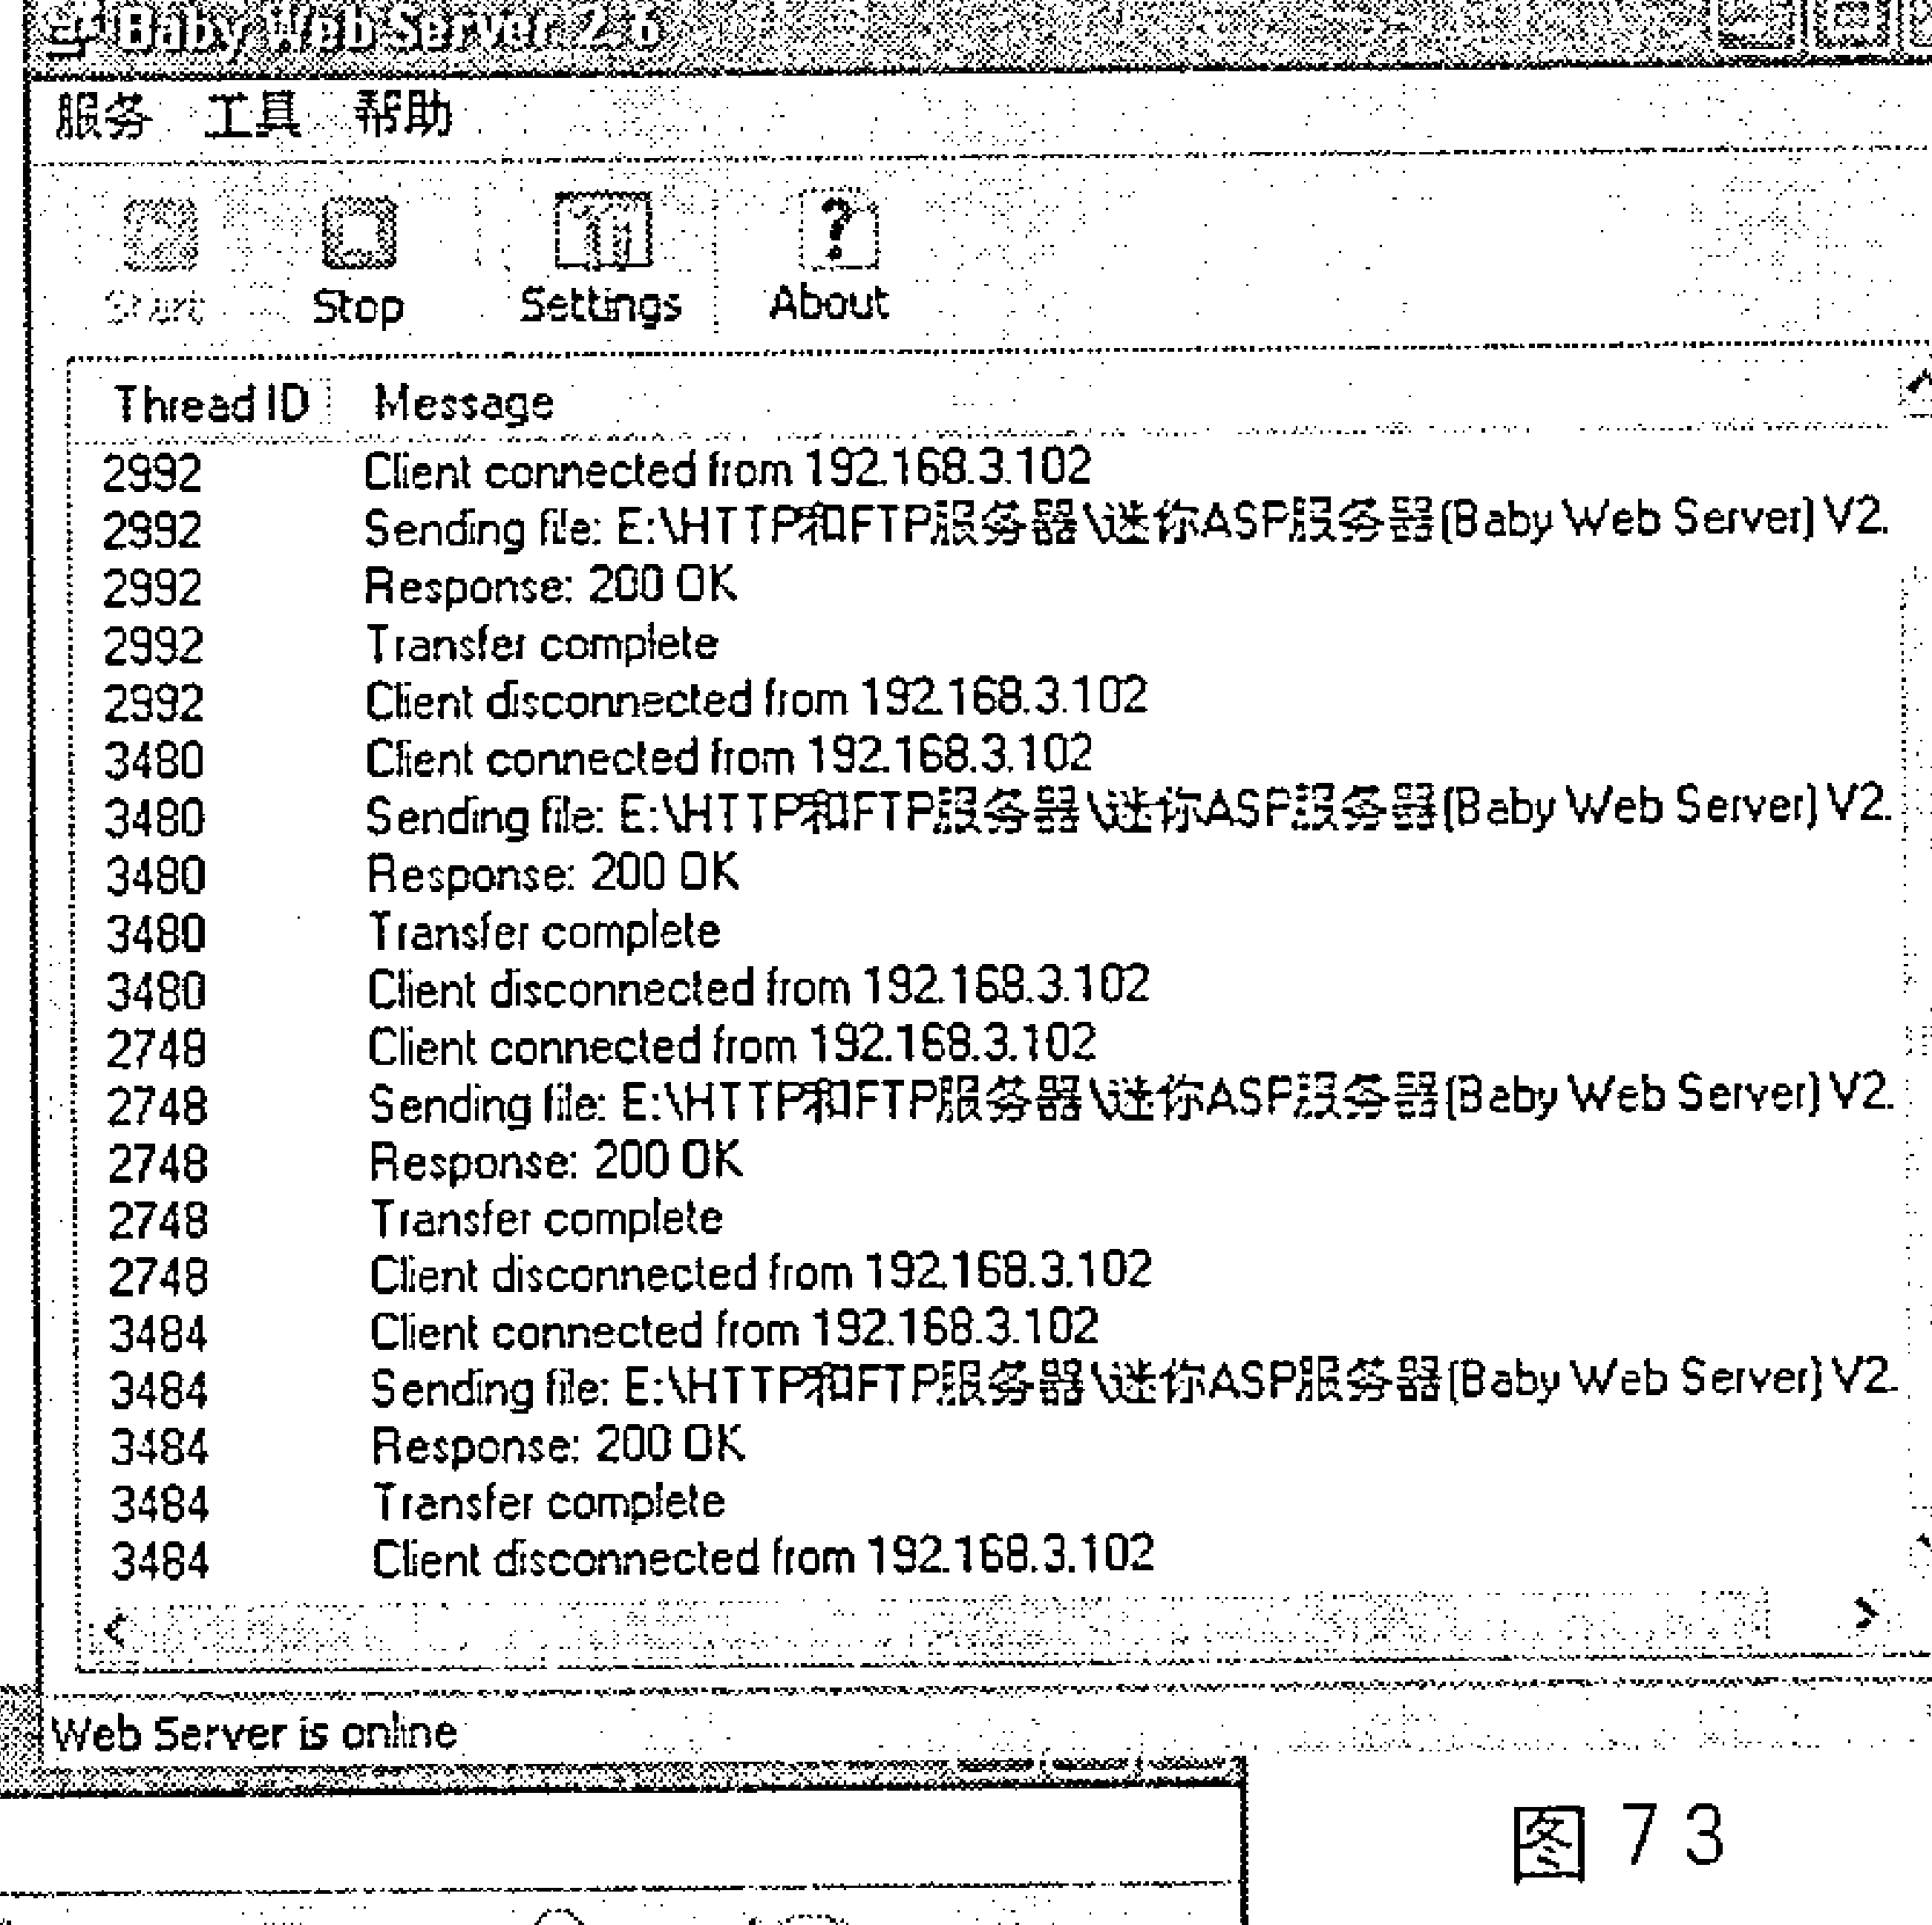 Baby Web Server 2.6
服务 工具 帮助
Start Stop Settings About
Thread ID Message
2992 Client connected from 192.168.3.102
2992 Sending file: E:\HTTP和FTP服务器\迷你ASP服务器(Baby Web Server) V2.
2992 Response: 200 OK
2992 Transfer complete
2992 Client disconnected from 192.168.3.102
3480 Client connected from 192.168.3.102
3480 Sending file: E:\HTTP和FTP服务器\迷你ASP服务器(Baby Web Server) V2.
3480 Response: 200 OK
3480 Transfer complete
3480 Client disconnected from 192.168.3.102
2748 Client connected from 192.168.3.102
2748 Sending file: E:\HTTP和FTP服务器\迷你ASP服务器(Baby Web Server) V2.
2748 Response: 200 OK
2748 Transfer complete
2748 Client disconnected from 192.168.3.102
3484 Client connected from 192.168.3.102
3484 Sending file: E:\HTTP和FTP服务器\迷你ASP服务器(Baby Web Server) V2.
3484 Response: 200 OK
3484 Transfer complete
3484 Client disconnected from 192.168.3.102
Web Server is online
图 73